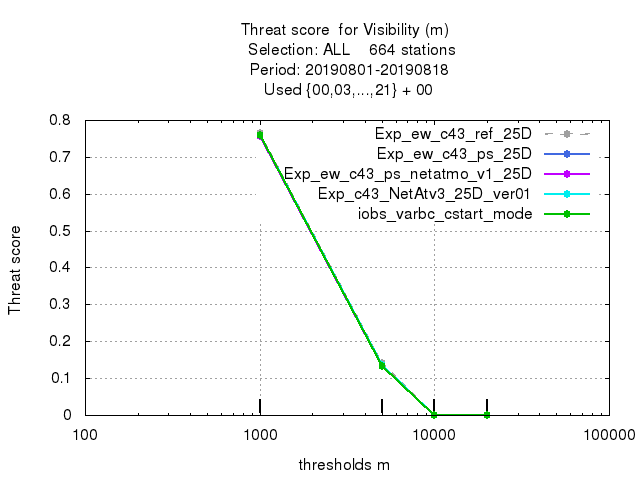 Threat score  for Visibility (m)
Selection: ALL    664 stations
Period: 20190801-20190818
Used {00,03,...,21} + 00
Exp_ew_c43_ref_25D
Exp_ew_c43_ps_25D
Exp_ew_c43_ps_netatmo_v1_25D
Exp_c43_NetAtv3_25D_ver01
iobs_varbc_cstart_mode
Threat score
0.8
0.7
0.6
0.5
0.4
0.3
0.2
0.1
0
100
1000
10000
100000
thresholds m